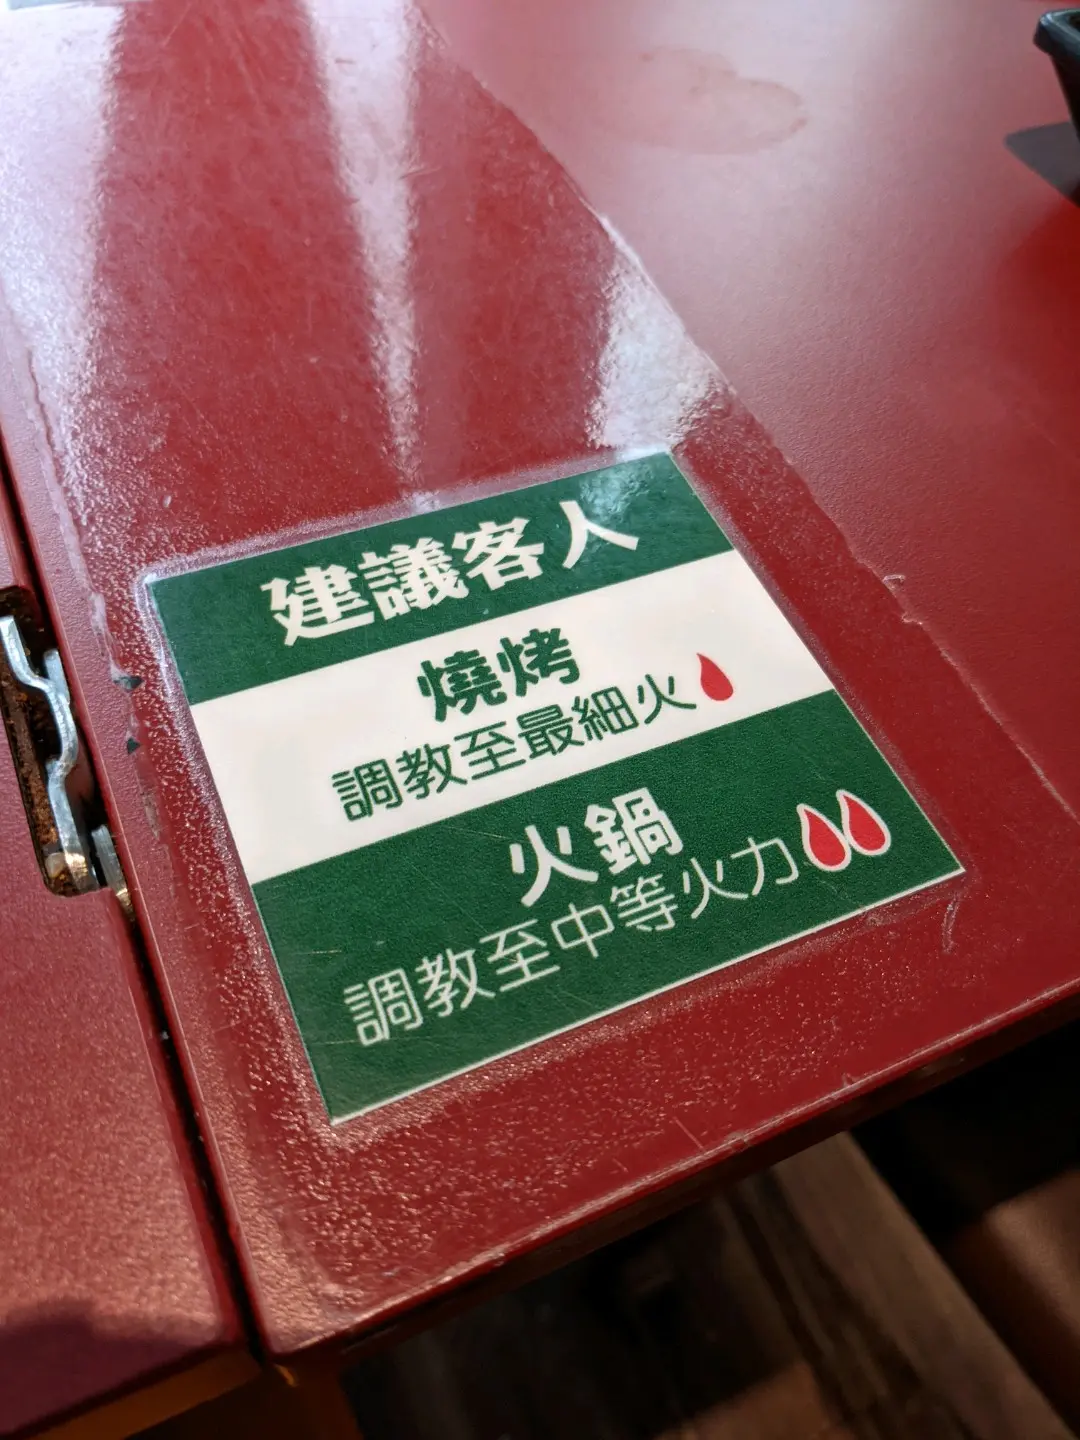 建議客人
燒烤
調教至最細火
火鍋
調教至中等火力